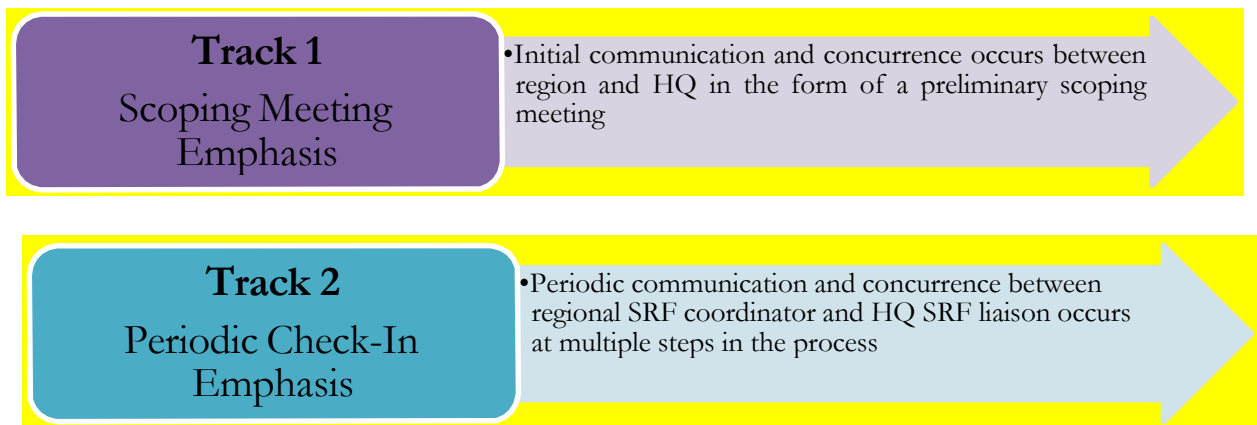 Track 1
Scoping Meeting
Emphasis
•Initial communication and concurrence occurs between
region and HQ in the form of a preliminary scoping
meeting
Track 2
Periodic Check-In
Emphasis
•Periodic communication and concurrence between
regional SRF coordinator and HQ SRF liaison occurs
at multiple steps in the process